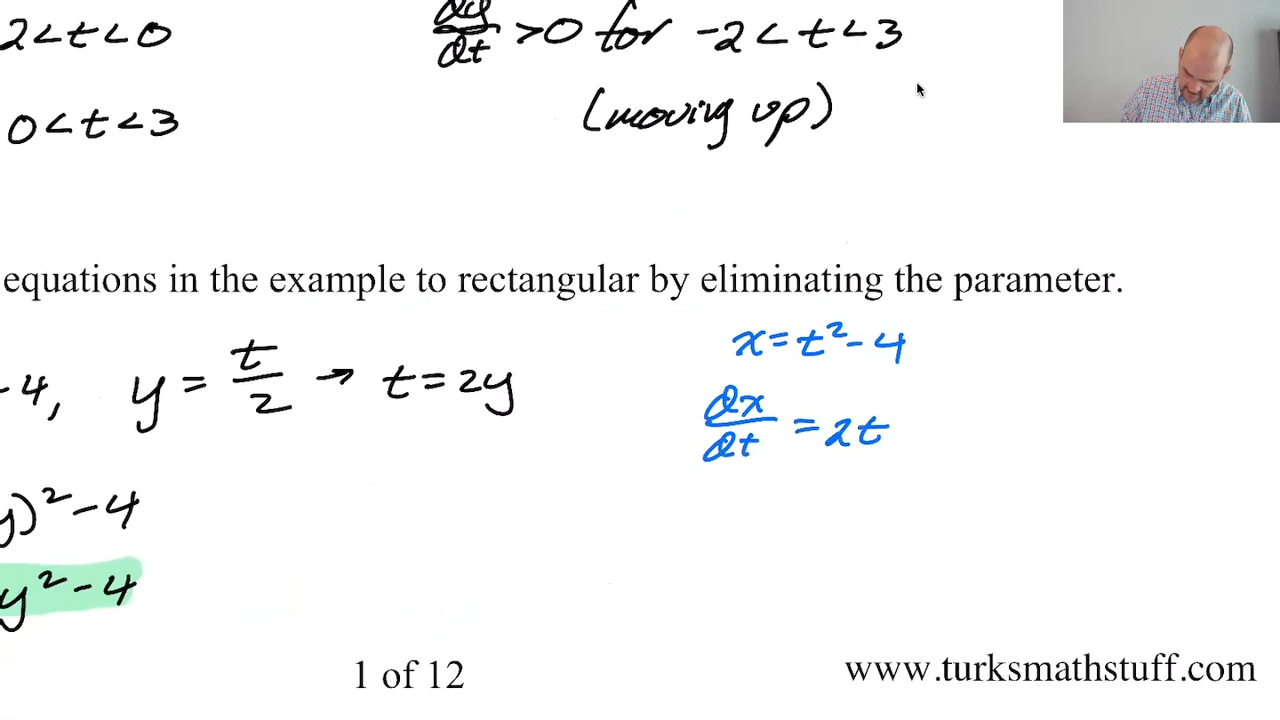 2<t<0
dy/dt >0 for -2<t<3
0<t<3
(moving up)
equations in the example to rectangular by eliminating the parameter.
-4, y = t/2 → t=2y
x=t²-4
dx/dt = 2t
y)²-4
y²-4
1 of 12
www.turksmathstuff.com